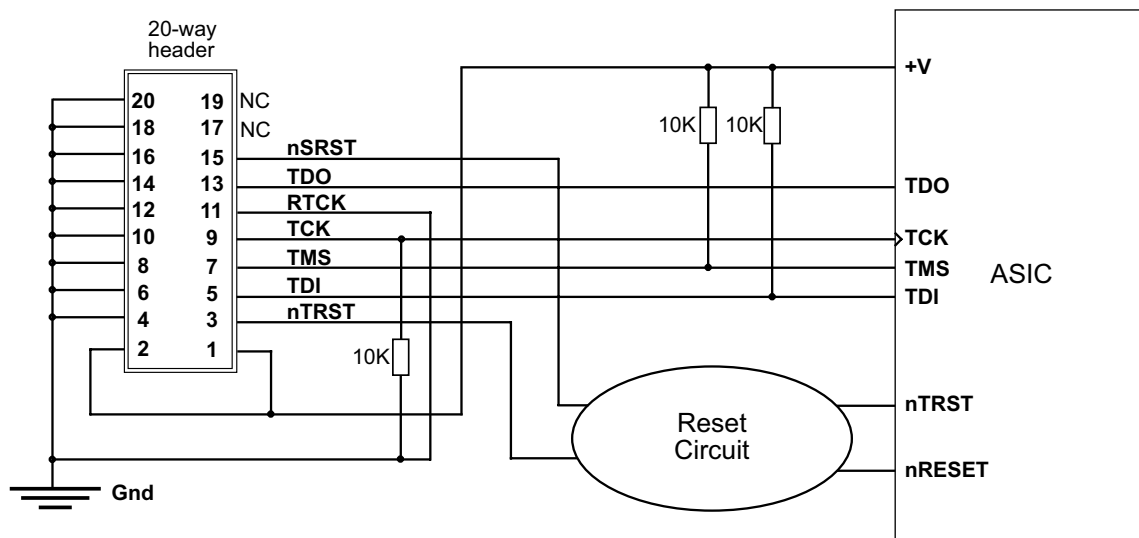 20-way
header
+V
20 19 NC
18 17 NC
10K 10K
16 15 nSRST
14 13 TDO TDO
12 11 RTCK
10 9 TCK TCK
8 7 TMS TMS
ASIC
6 5 TDI TDI
4 3 nTRST
2 1
10K
Reset
Circuit
nTRST
nRESET
Gnd